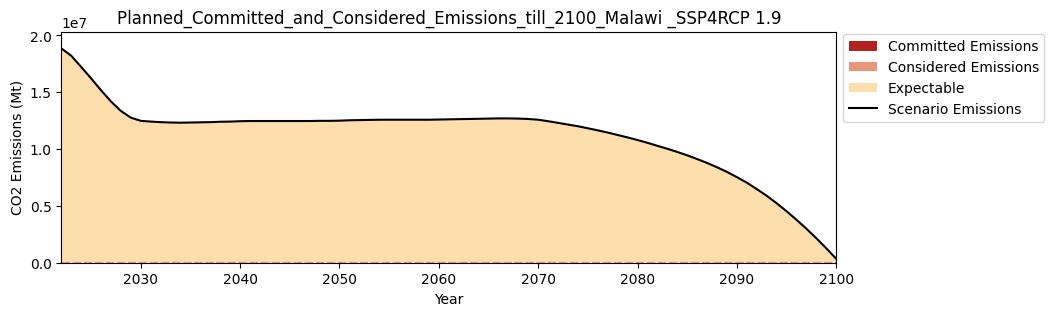 Planned_Committed_and_Considered_Emissions_till_2100_Malawi _SSP4RCP 1.9
1e7
2.0
1.5
1.0
0.5
0.0
CO2 Emissions (Mt)
2030 2040 2050 2060 2070 2080 2090 2100
Year
Committed Emissions
Considered Emissions
Expectable
Scenario Emissions